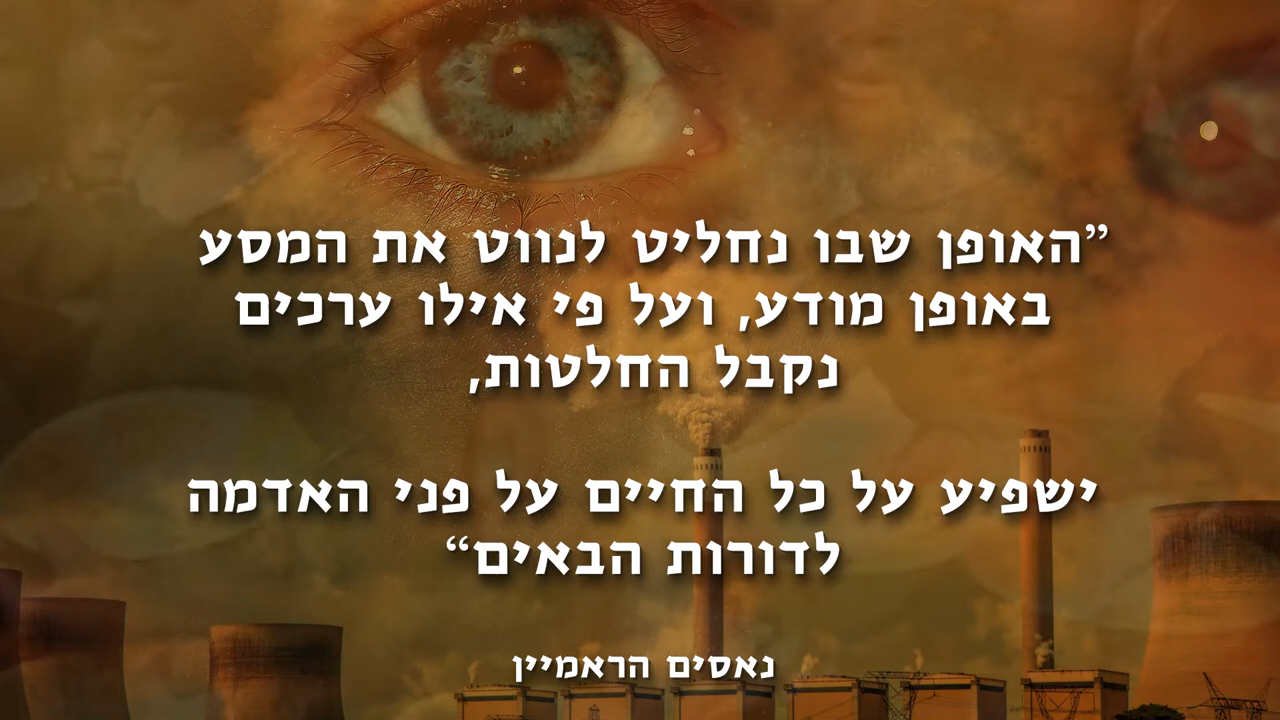 ”האופן שבו נחליט לנווט את המסע
באופן מודע, ועל פי אילו ערכים
נקבל החלטות,
ישפיע על כל החיים על פני האדמה
לדורות הבאים“
נאסים הראמיין